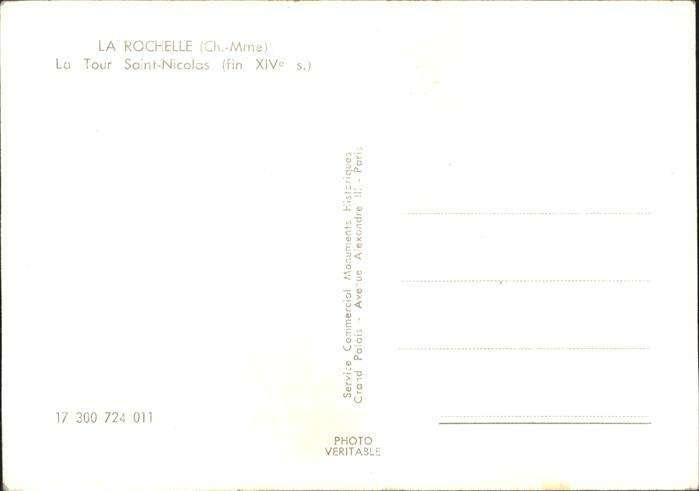 LA ROCHELLE (Ch.-Mme)
La Tour Saint-Nicolas (fin XIVe s.)
Service Commercial Monuments Historiques
Grand Palais - Avenue Alexandre III - Paris
17 300 724 011
PHOTO
VERITABLE